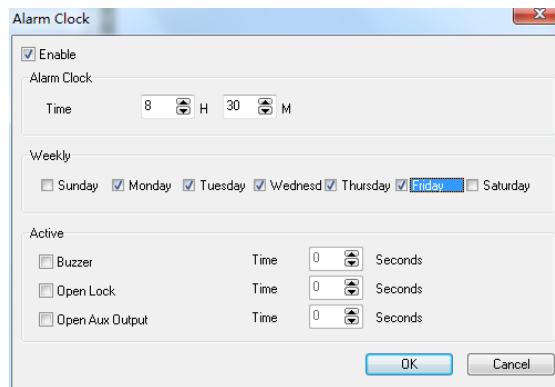 Alarm Clock
Enable
Alarm Clock
Time 8 H 30 M
Weekly
Sunday Monday Tuesday Wednesd Thursday Friday Saturday
Active
Buzzer Time 0 Seconds
Open Lock Time 0 Seconds
Open Aux Output Time 0 Seconds
OK Cancel